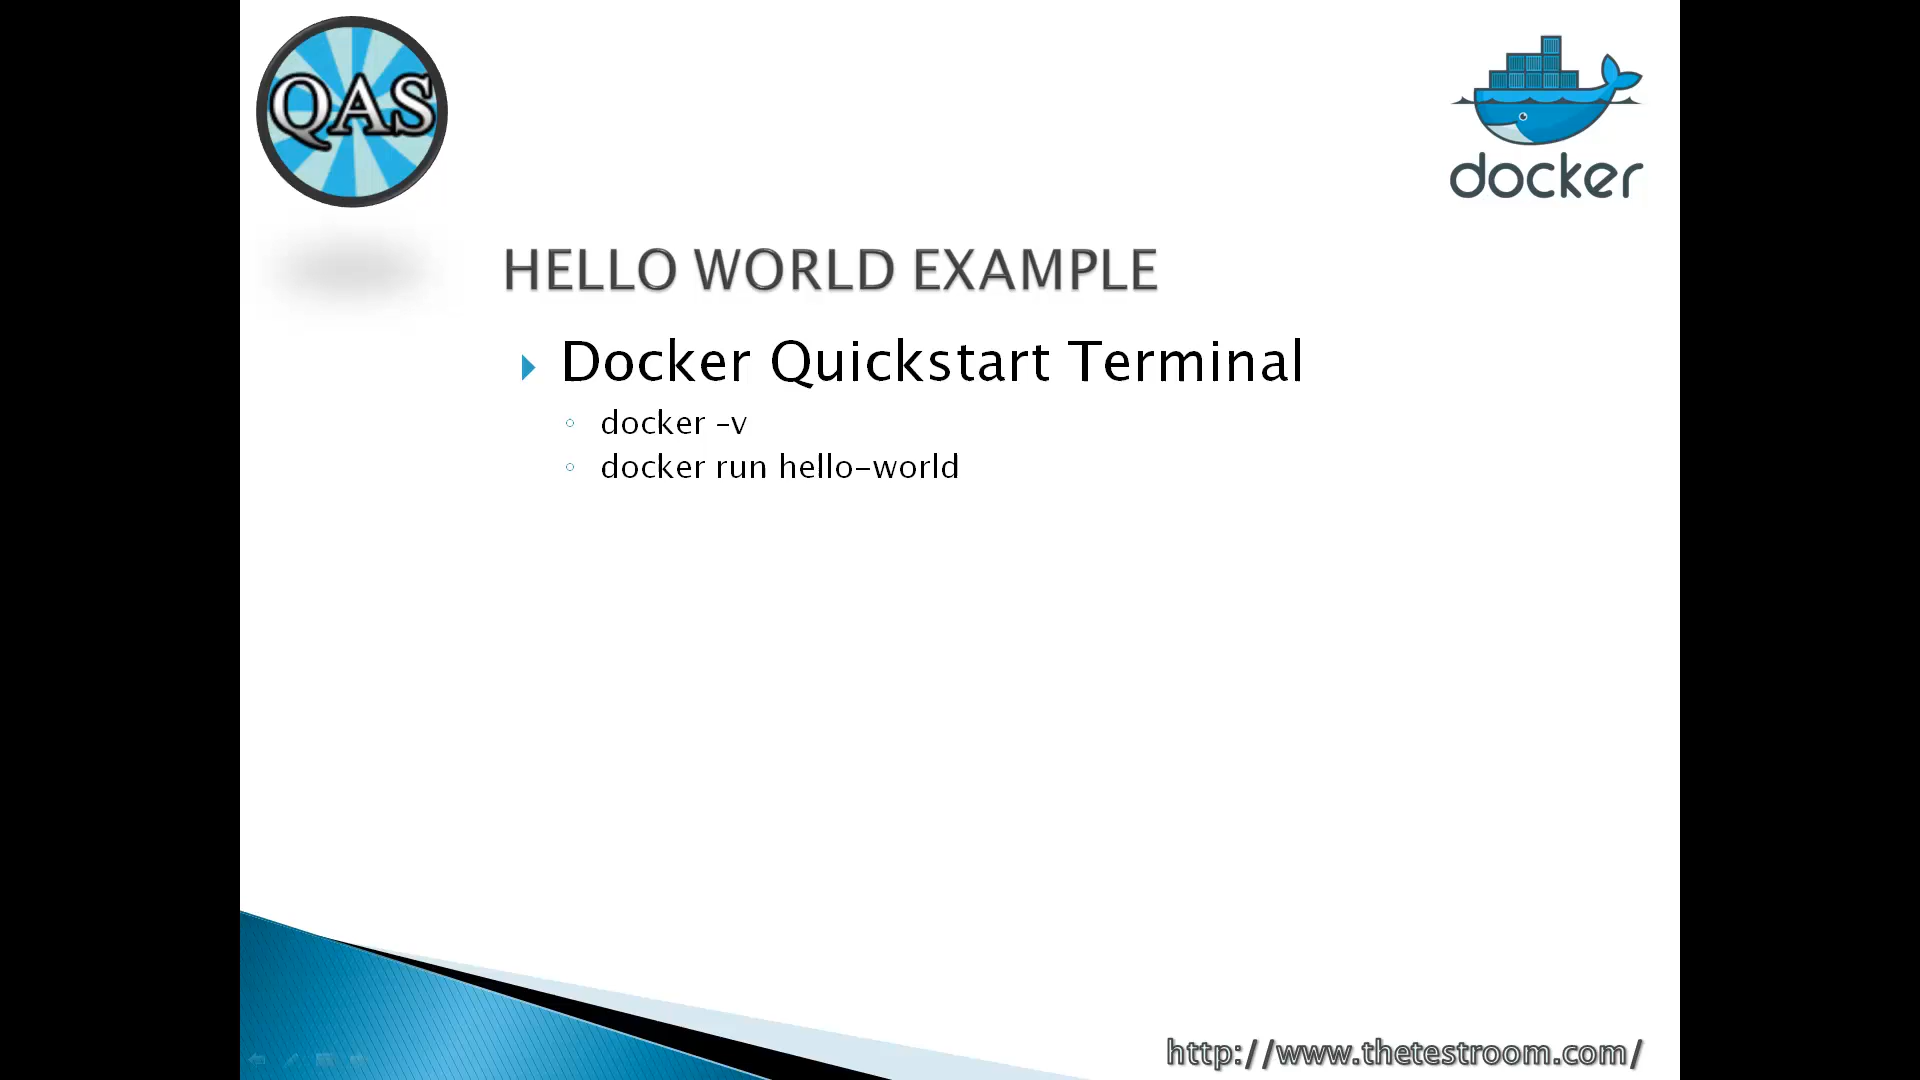 QAS
docker
HELLO WORLD EXAMPLE
Docker Quickstart Terminal
docker –v
docker run hello-world
http://www.thetestroom.com/